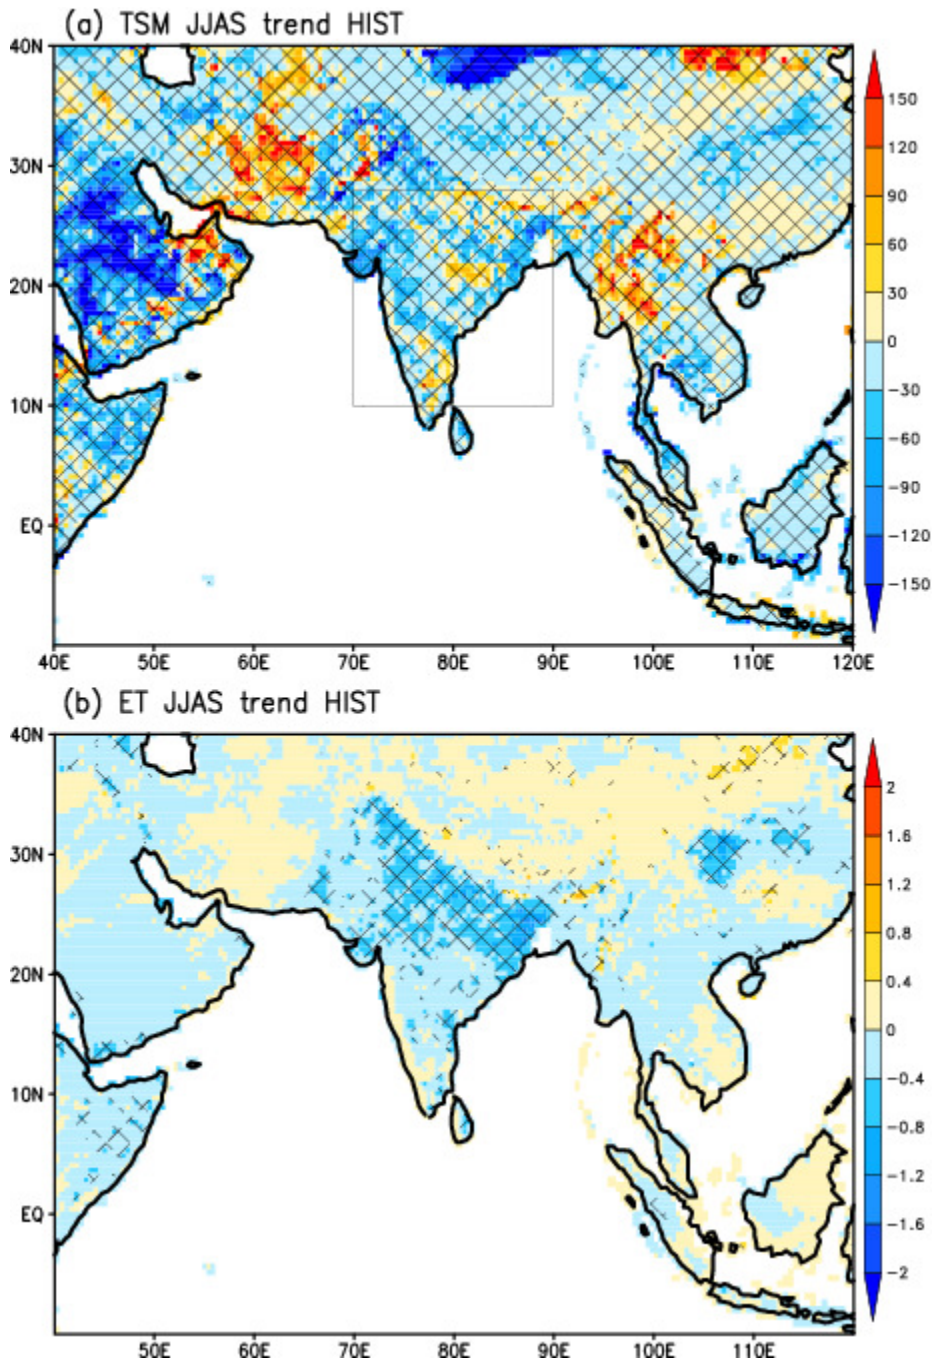 (a) TSM JJAS trend HIST
40N
30N
20N
10N
EQ
40E 50E 60E 70E 80E 90E 100E 110E 120E
150
120
90
60
30
0
-30
-60
-90
-120
-150
(b) ET JJAS trend HIST
40N
30N
20N
10N
EQ
50E 60E 70E 80E 90E 100E 110E
2
1.6
1.2
0.8
0.4
0
-0.4
-0.8
-1.2
-1.6
-2